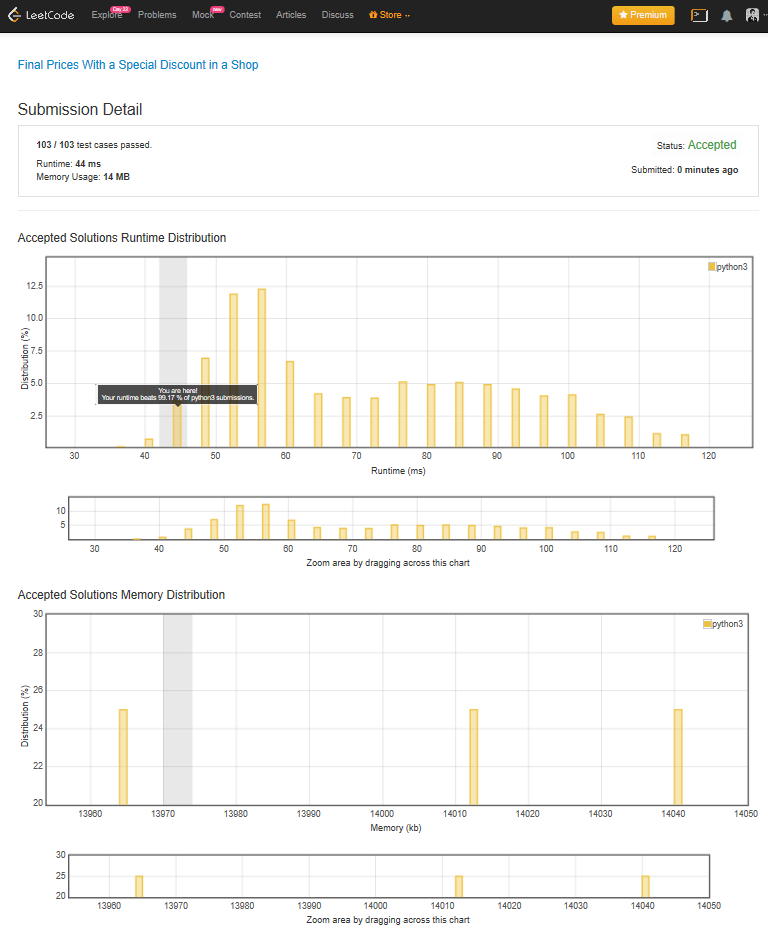 LeetCode Explore Day 22 Problems Mock new Contest Articles Discuss Store Premium
Final Prices With a Special Discount in a Shop
Submission Detail
103 / 103 test cases passed.
Status: Accepted
Runtime: 44 ms
Memory Usage: 14 MB
Submitted: 0 minutes ago
Accepted Solutions Runtime Distribution
python3
Distribution (%)
12.5
10.0
7.5
5.0
2.5
You are here!
Your runtime beats 99.17 % of python3 submissions.
30 40 50 60 70 80 90 100 110 120
Runtime (ms)
10
5
30 40 50 60 70 80 90 100 110 120
Zoom area by dragging across this chart
Accepted Solutions Memory Distribution
python3
Distribution (%)
30
28
26
24
22
20
13960 13970 13980 13990 14000 14010 14020 14030 14040 14050
Memory (kb)
30
25
20
13960 13970 13980 13990 14000 14010 14020 14030 14040 14050
Zoom area by dragging across this chart